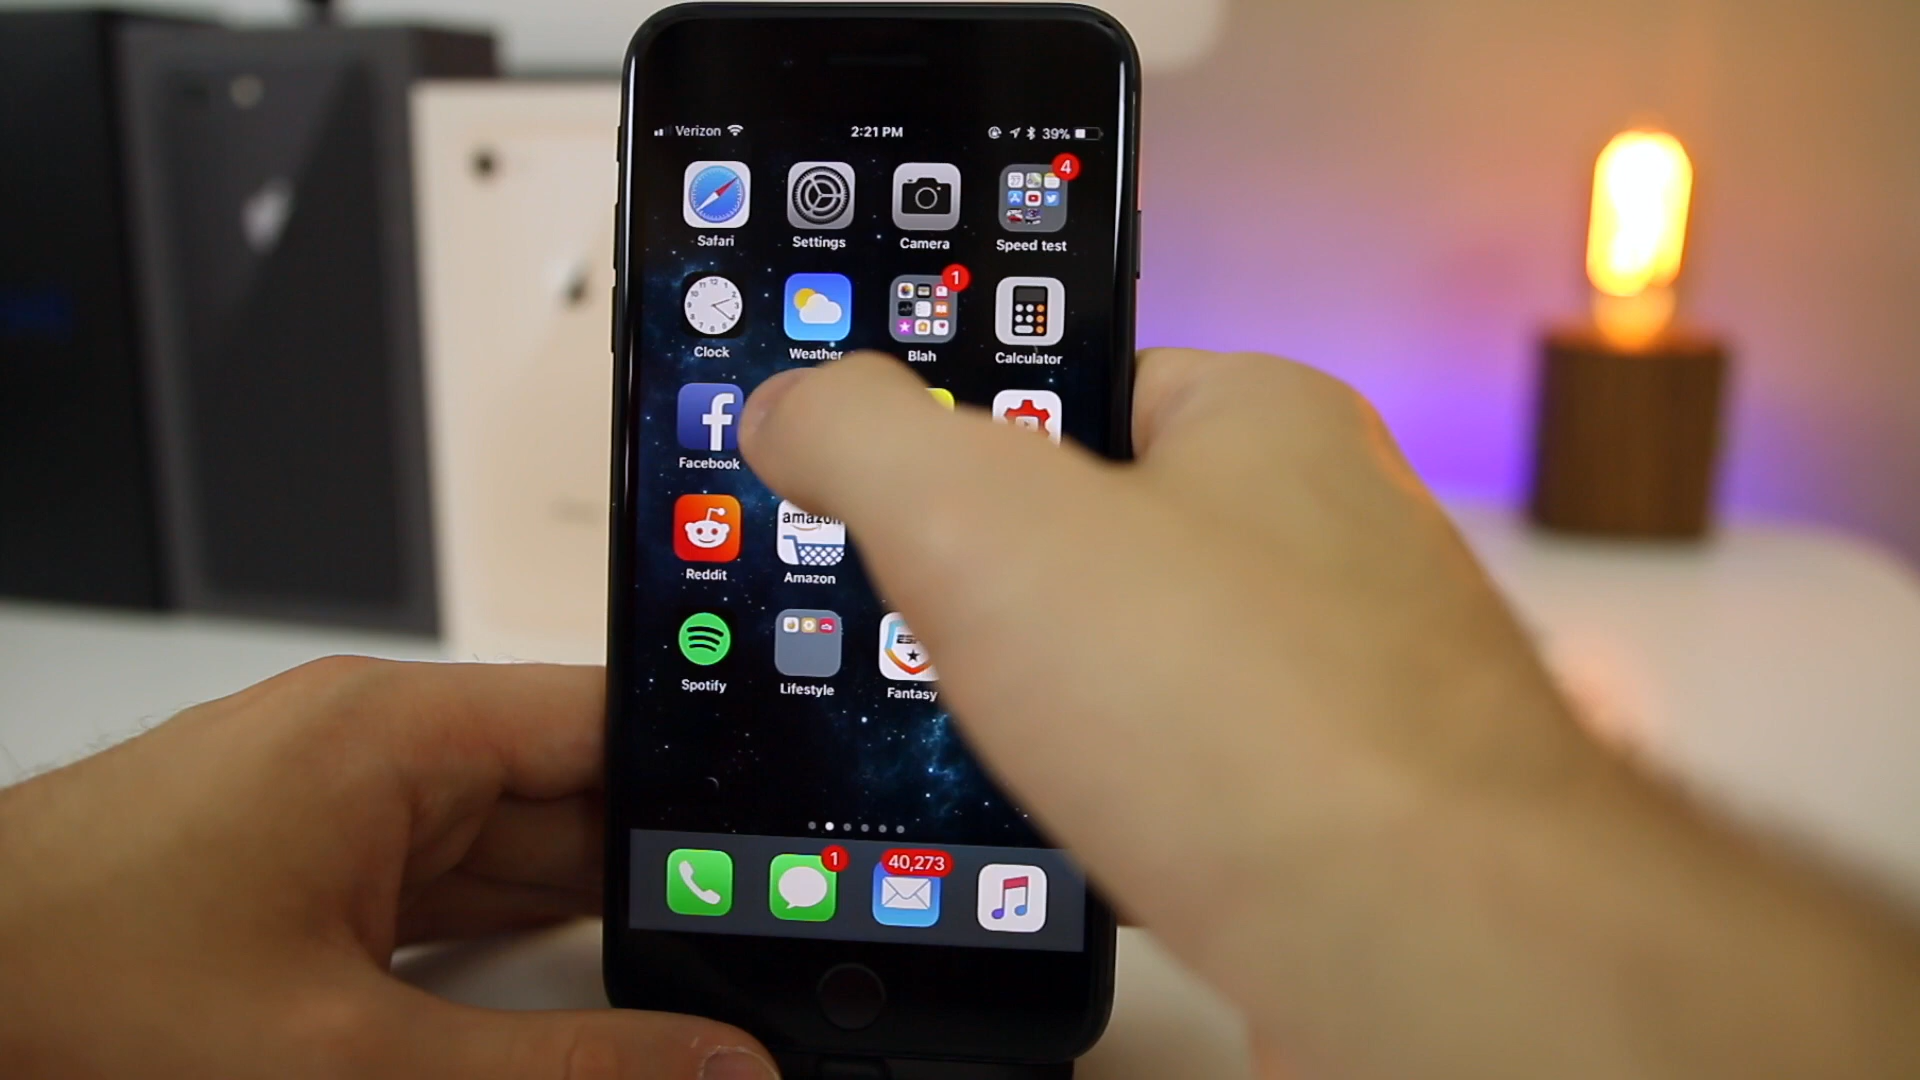 Verizon 2:21 PM 39%
4
Safari Settings Camera Speed test
1
Clock Weather Blah Calculator
Facebook
amazon
Reddit Amazon
ESP
Spotify Lifestyle Fantasy
1 40,273